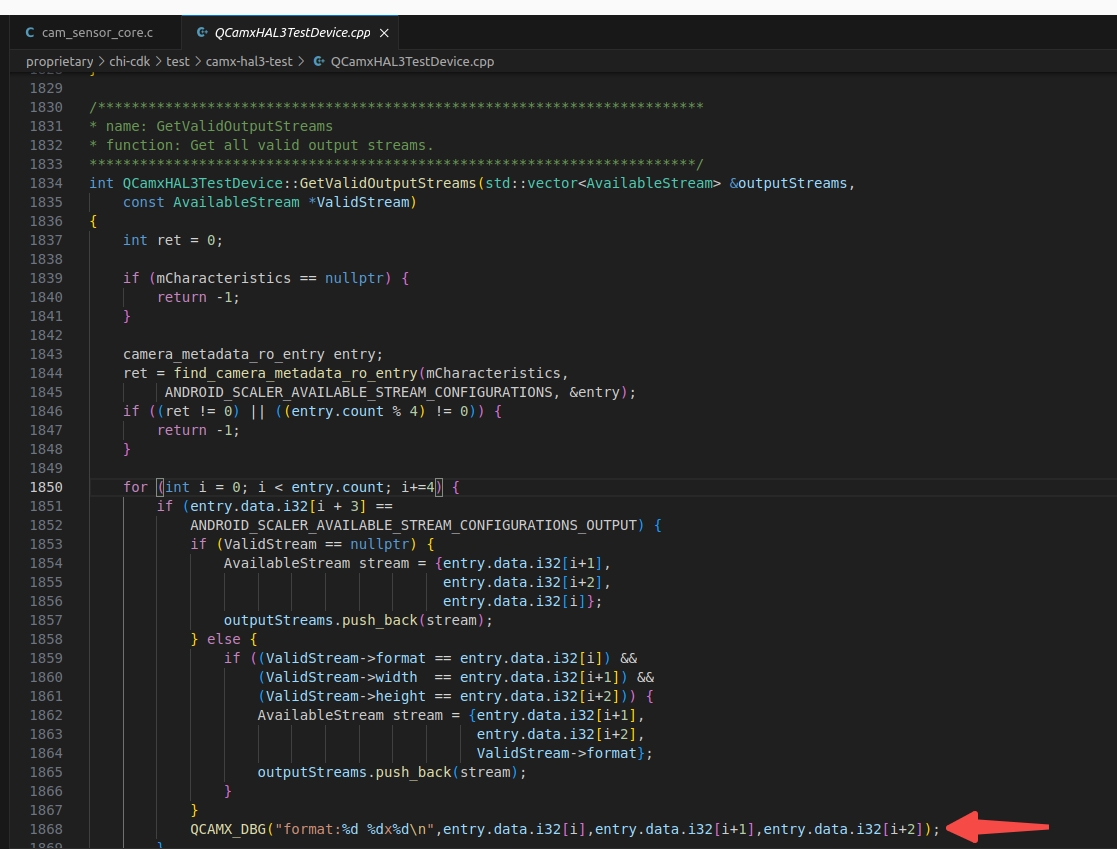 cam_sensor_core.c
QCamxHAL3TestDevice.cpp
proprietary > chi-cdk > test > camx-hal3-test > QCamxHAL3TestDevice.cpp
1828 }
1829
1830 /************************************************************************
1831 * name: GetValidOutputStreams
1832 * function: Get all valid output streams.
1833 ************************************************************************/
1834 int QCamxHAL3TestDevice::GetValidOutputStreams(std::vector<AvailableStream> &outputStreams,
1835     const AvailableStream *ValidStream)
1836 {
1837     int ret = 0;
1838
1839     if (mCharacteristics == nullptr) {
1840         return -1;
1841     }
1842
1843     camera_metadata_ro_entry entry;
1844     ret = find_camera_metadata_ro_entry(mCharacteristics,
1845          ANDROID_SCALER_AVAILABLE_STREAM_CONFIGURATIONS, &entry);
1846     if ((ret != 0) || ((entry.count % 4) != 0)) {
1847         return -1;
1848     }
1849
1850     for (int i = 0; i < entry.count; i+=4) {
1851         if (entry.data.i32[i + 3] ==
1852             ANDROID_SCALER_AVAILABLE_STREAM_CONFIGURATIONS_OUTPUT) {
1853             if (ValidStream == nullptr) {
1854                 AvailableStream stream = {entry.data.i32[i+1],
1855                                           entry.data.i32[i+2],
1856                                           entry.data.i32[i]};
1857                 outputStreams.push_back(stream);
1858             } else {
1859                 if ((ValidStream->format == entry.data.i32[i]) &&
1860                     (ValidStream->width  == entry.data.i32[i+1]) &&
1861                     (ValidStream->height == entry.data.i32[i+2])) {
1862                     AvailableStream stream = {entry.data.i32[i+1],
1863                                               entry.data.i32[i+2],
1864                                               ValidStream->format};
1865                     outputStreams.push_back(stream);
1866                 }
1867             }
1868             QCAMX_DBG("format:%d %dx%d\n",entry.data.i32[i],entry.data.i32[i+1],entry.data.i32[i+2]);
1869         }